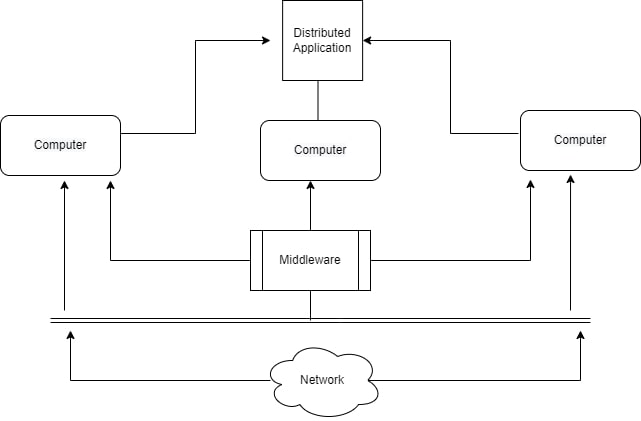 Distributed
Application
Computer
Computer
Computer
Middleware
Network